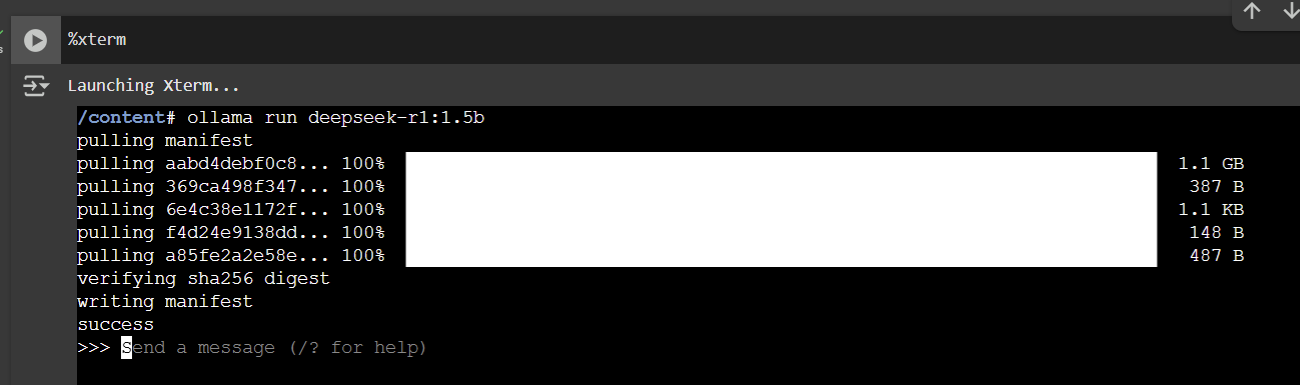 %xterm
Launching Xterm...
/content# ollama run deepseek-r1:1.5b
pulling manifest
pulling aabd4debf0c8... 100% 1.1 GB
pulling 369ca498f347... 100% 387 B
pulling 6e4c38e1172f... 100% 1.1 KB
pulling f4d24e9138dd... 100% 148 B
pulling a85fe2a2e58e... 100% 487 B
verifying sha256 digest
writing manifest
success
>>> Send a message (/? for help)